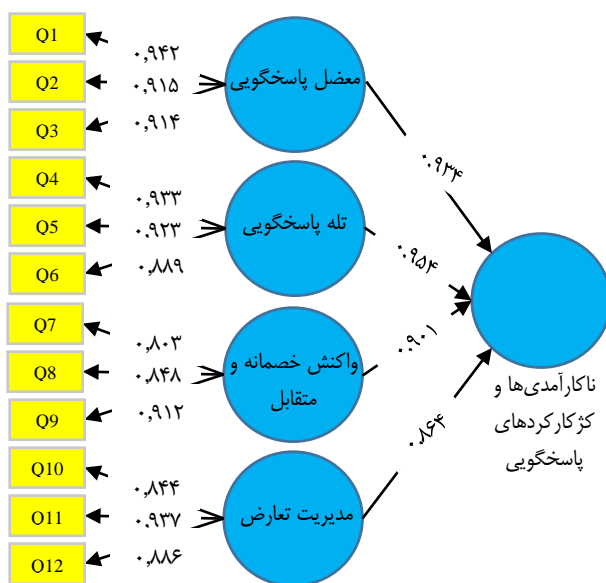 Q1
Q2
Q3
Q4
Q5
Q6
Q7
Q8
Q9
Q10
Q11
Q12
۰,۹۴۲
۰,۹۱۵
۰,۹۱۴
۰,۹۳۳
۰.۹۲۳
۰,۸۸۹
۰,۸۰۳
۰,۸۴۸
۰,۹۱۲
۰,۸۴۴
۰,۹۳۷
۰,۸۸۶
معضل پاسخگویی
تله پاسخگویی
واکنش خصمانه و
متقابل
مدیریت تعارض
۰.۹۳۴
۰.۹۵۴
۰.۹۰۱
۰.۸۶۴
ناکارآمدی‌ها و
کژکارکردهای
پاسخگویی